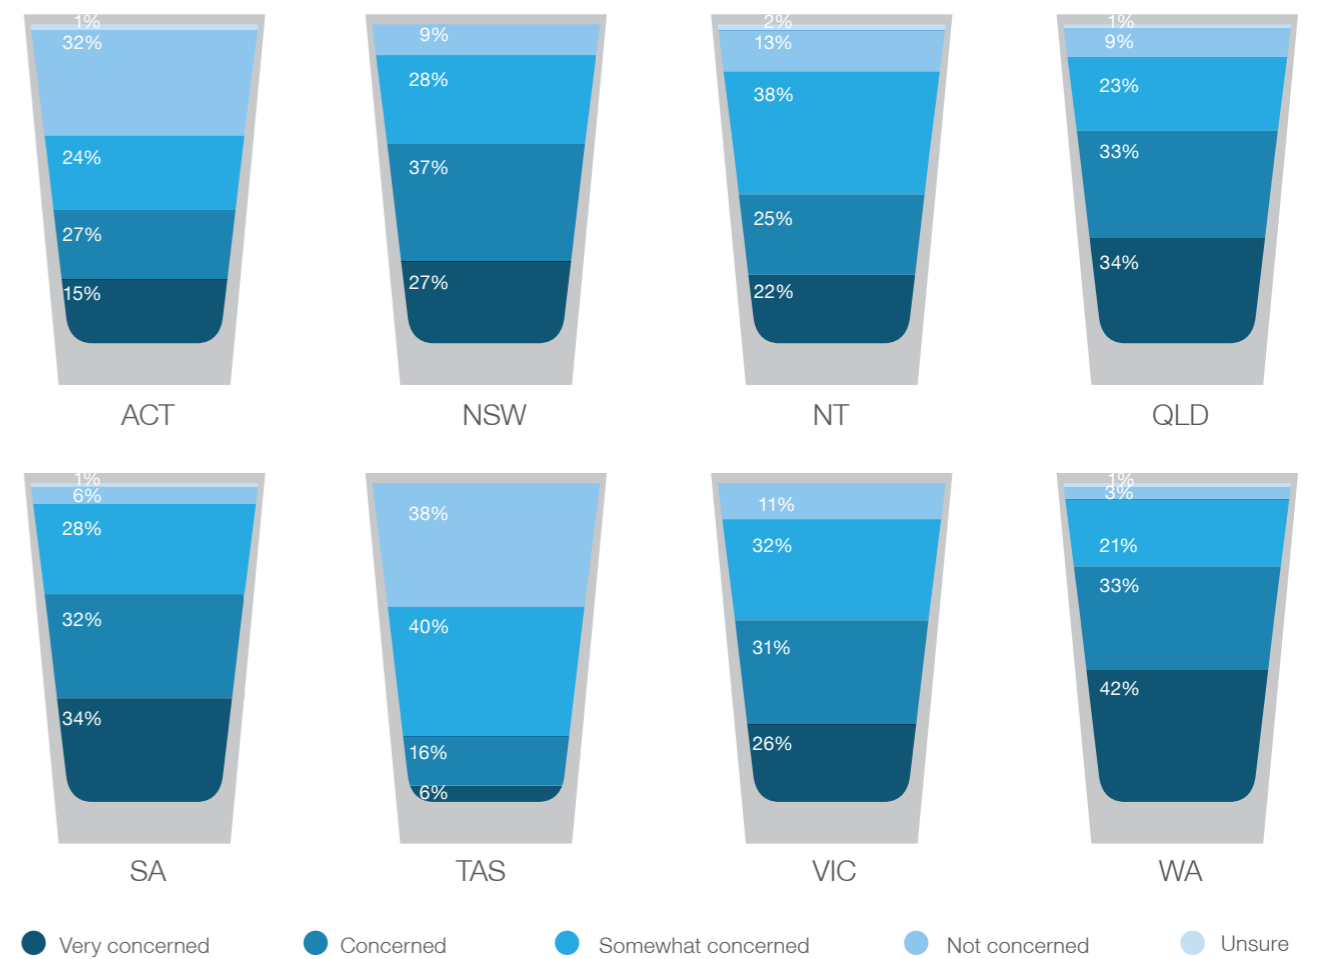 1%
32%
24%
27%
15%
ACT
9%
28%
37%
27%
NSW
2%
13%
38%
25%
22%
NT
1%
9%
23%
33%
34%
QLD
1%
6%
28%
32%
34%
SA
38%
40%
16%
6%
TAS
11%
32%
31%
26%
VIC
1%
3%
21%
33%
42%
WA
Very concerned
Concerned
Somewhat concerned
Not concerned
Unsure